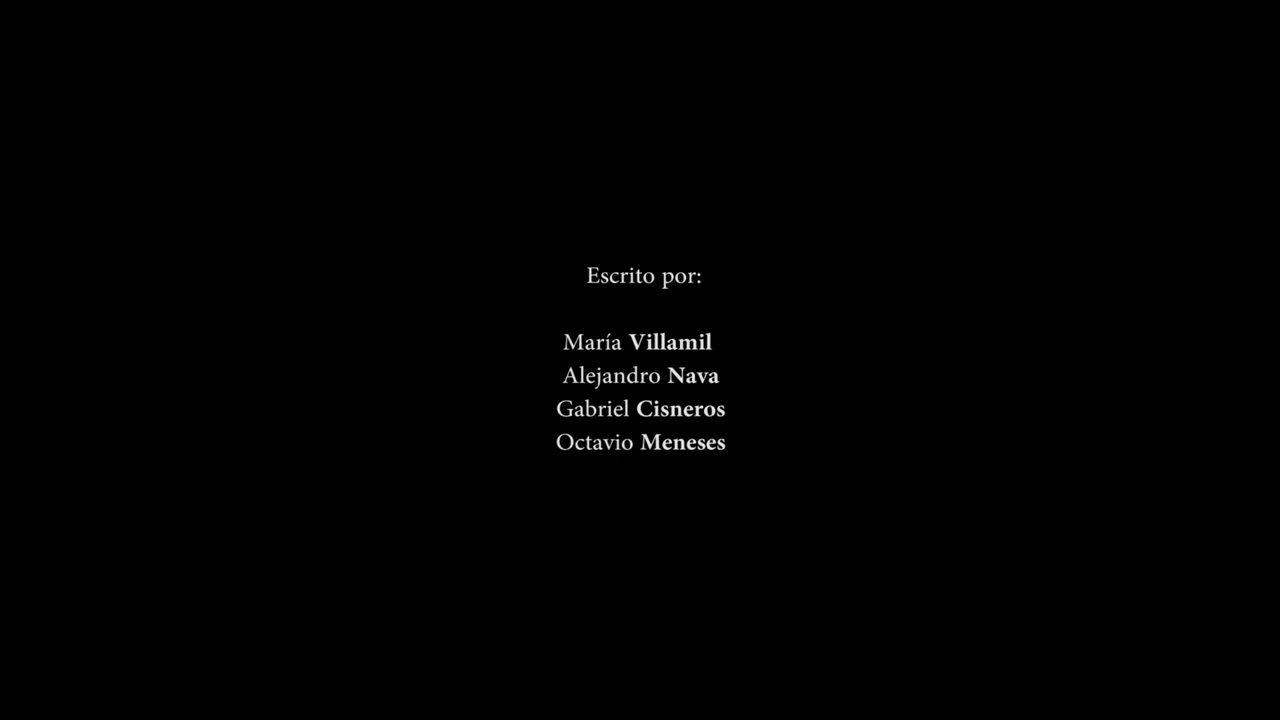 Escrito por:
María Villamil
Alejandro Nava
Gabriel Cisneros
Octavio Meneses